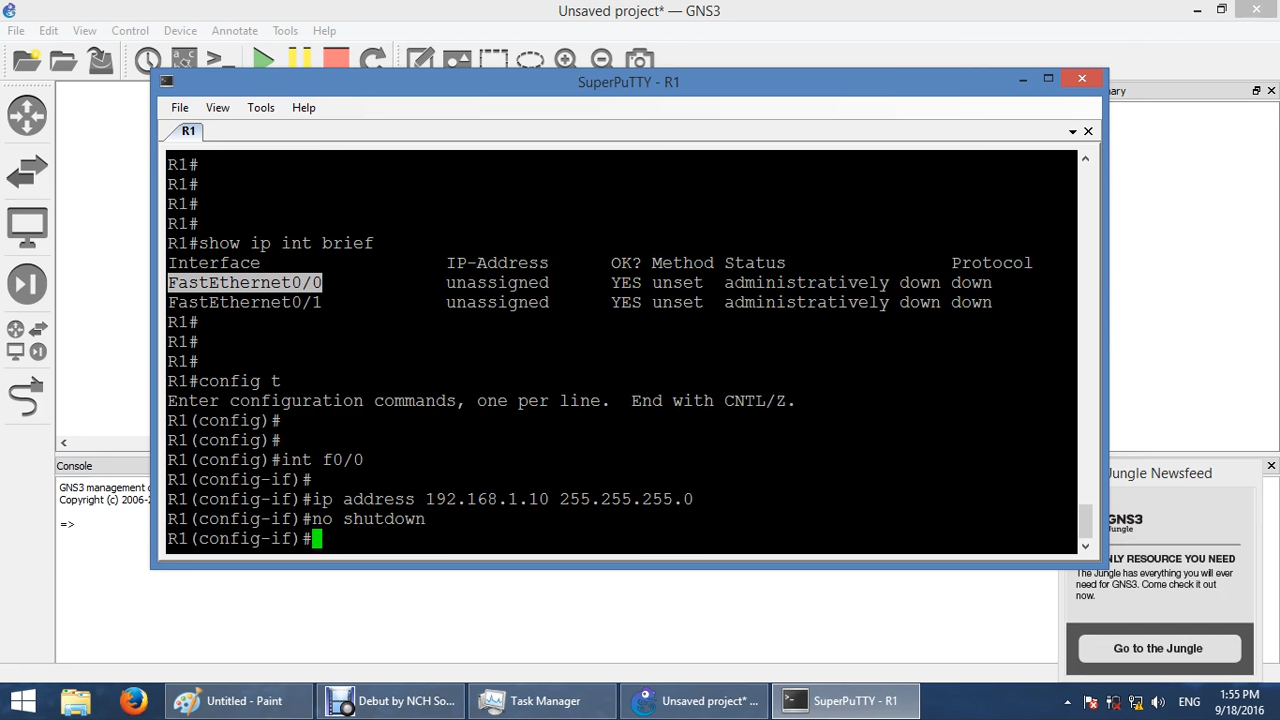 Unsaved project* — GNS3
File Edit View Control Device Annotate Tools Help
SuperPuTTY - R1
File View Tools Help
R1
R1#
R1#
R1#
R1#
R1#show ip int brief
Interface IP-Address OK? Method Status Protocol
FastEthernet0/0 unassigned YES unset administratively down down
FastEthernet0/1 unassigned YES unset administratively down down
R1#
R1#
R1#
R1#config t
Enter configuration commands, one per line. End with CNTL/Z.
R1(config)#
R1(config)#
R1(config)#int f0/0
R1(config-if)#
R1(config-if)#ip address 192.168.1.10 255.255.255.0
R1(config-if)#no shutdown
R1(config-if)#
Console
GNS3 management c
Copyright (c) 2006-2
=>
Jungle Newsfeed
GNS3
Jungle
NLY RESOURCE YOU NEED
The Jungle has everything you will ever
need for GNS3. Come check it out
now.
Go to the Jungle
Untitled - Paint
Debut by NCH So...
Task Manager
Unsaved project*...
SuperPuTTY - R1
ENG
1:55 PM
9/18/2016